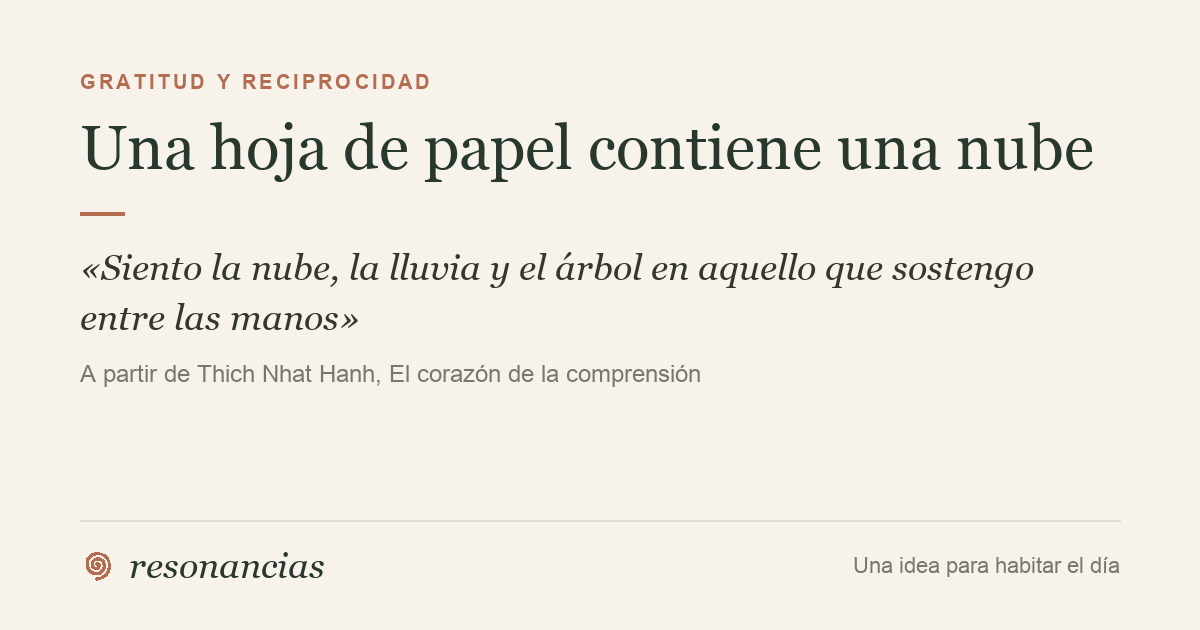 GRATITUD Y RECIPROCIDAD
Una hoja de papel contiene una nube
«Siento la nube, la lluvia y el árbol en aquello que sostengo
entre las manos»
A partir de Thich Nhat Hanh, El corazón de la comprensión
resonancias
Una idea para habitar el día